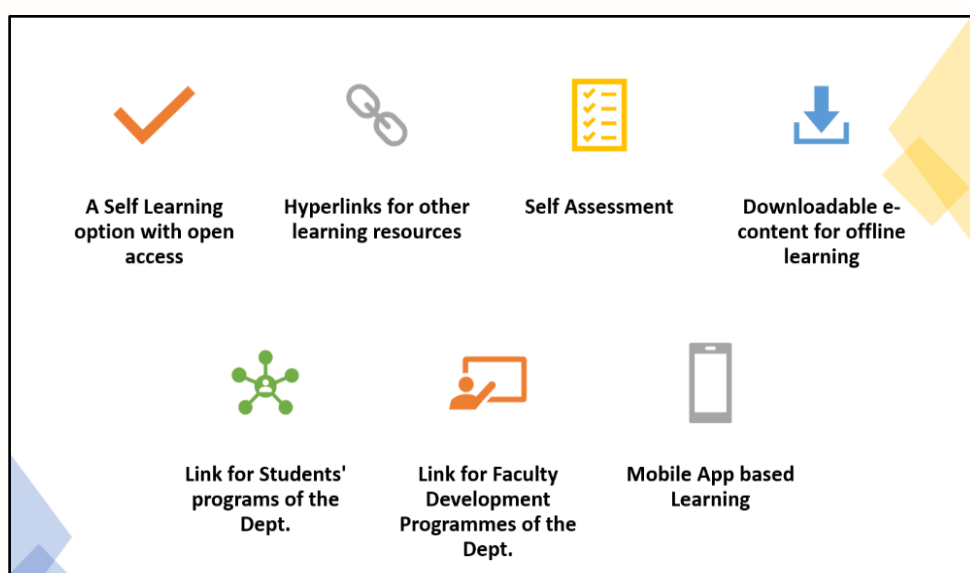 A Self Learning
option with open
access
Hyperlinks for other
learning resources
Self Assessment
Downloadable e-
content for offline
learning
Link for Students'
programs of the
Dept.
Link for Faculty
Development
Programmes of the
Dept.
Mobile App based
Learning